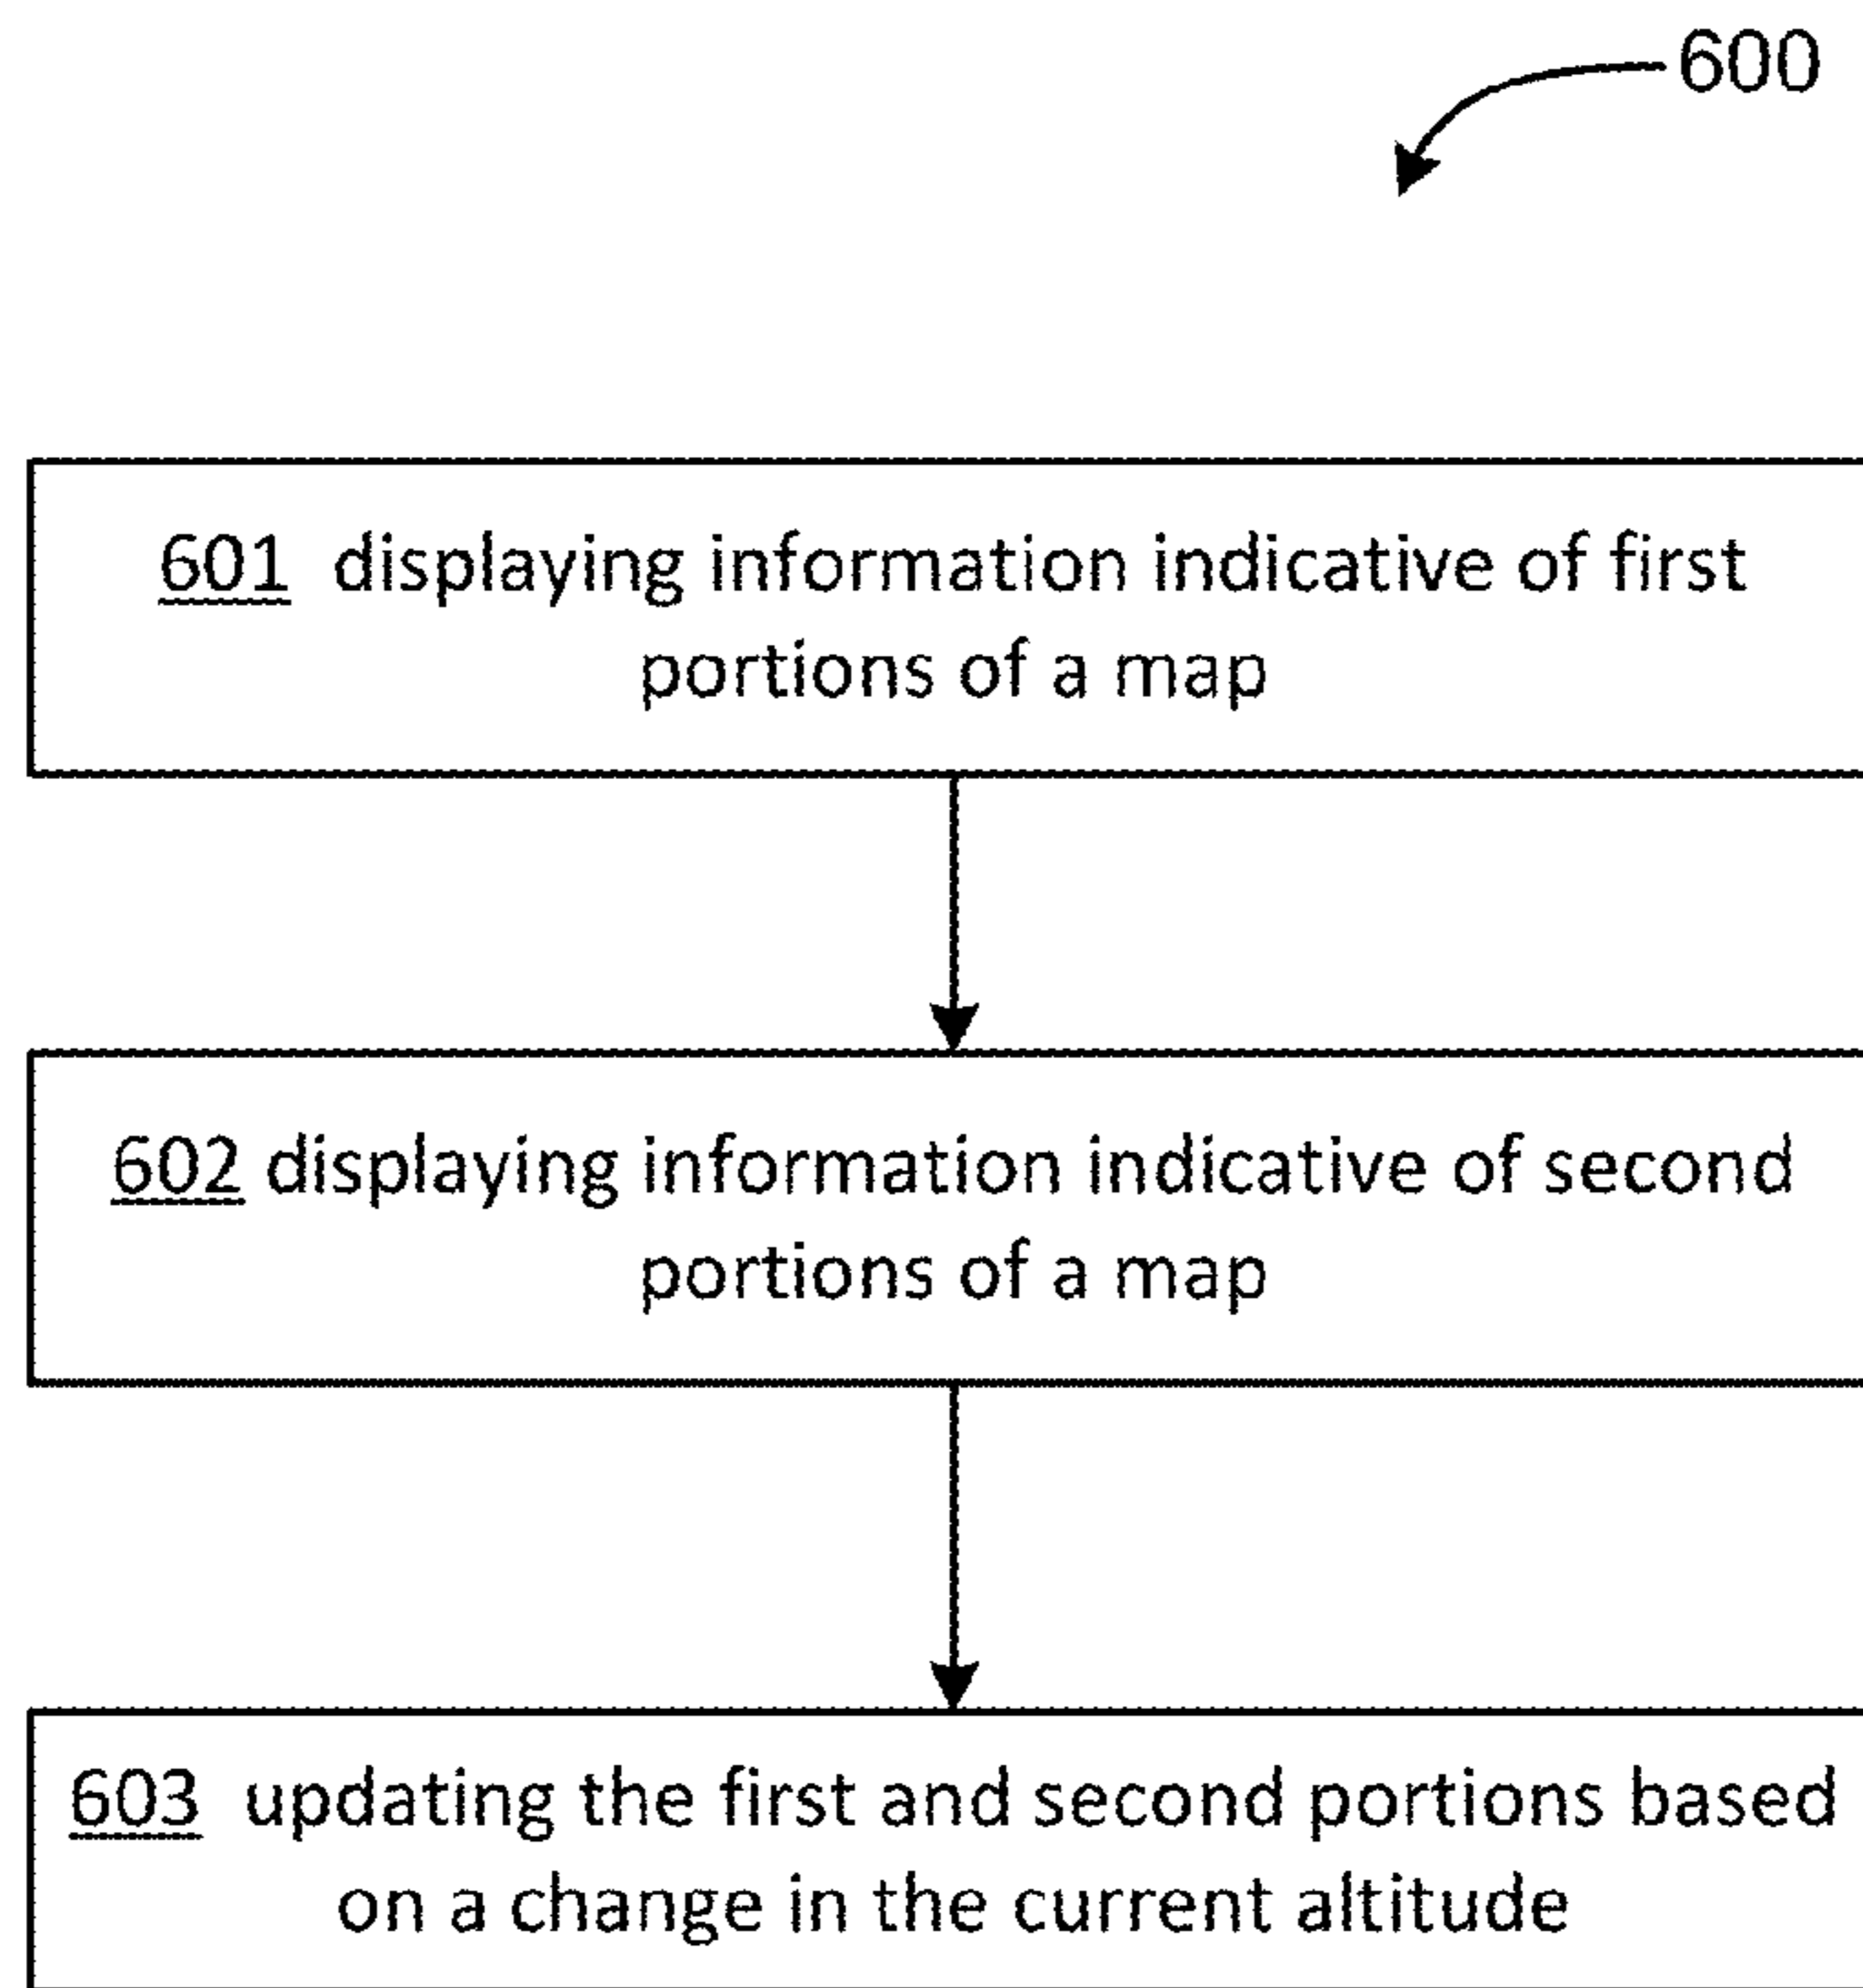 600
601 displaying information indicative of first
portions of a map
602 displaying information indicative of second
portions of a map
603 updating the first and second portions based
on a change in the current altitude